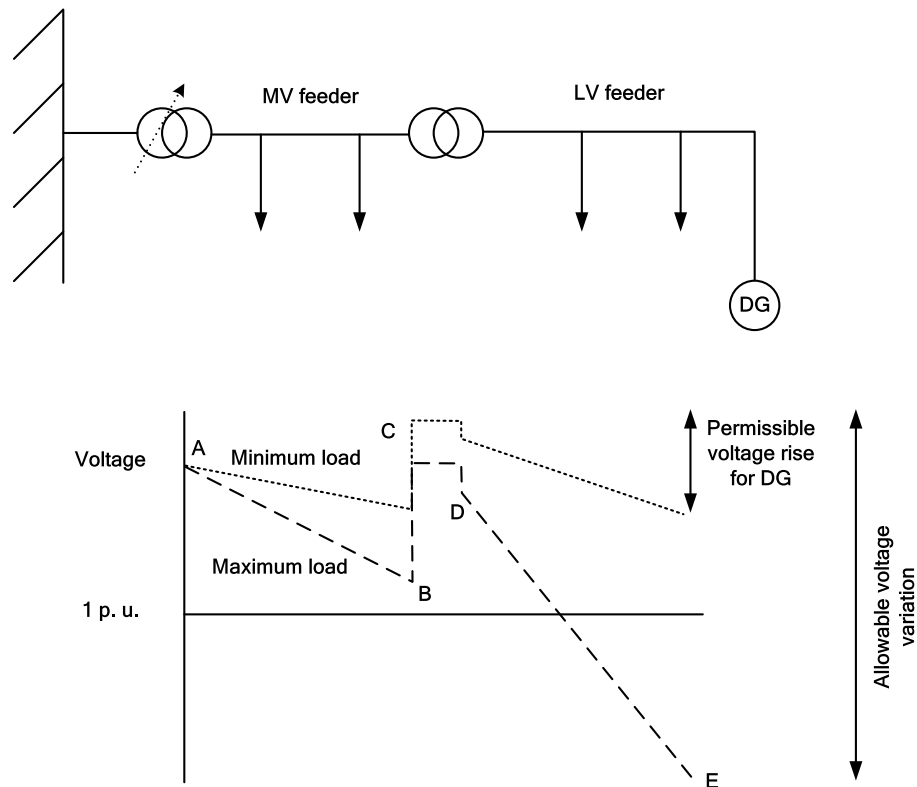 MV feeder
LV feeder
DG
Voltage
A
Minimum load
C
Permissible
voltage rise
for DG
D
Maximum load
B
1 p. u.
Allowable voltage
variation
E